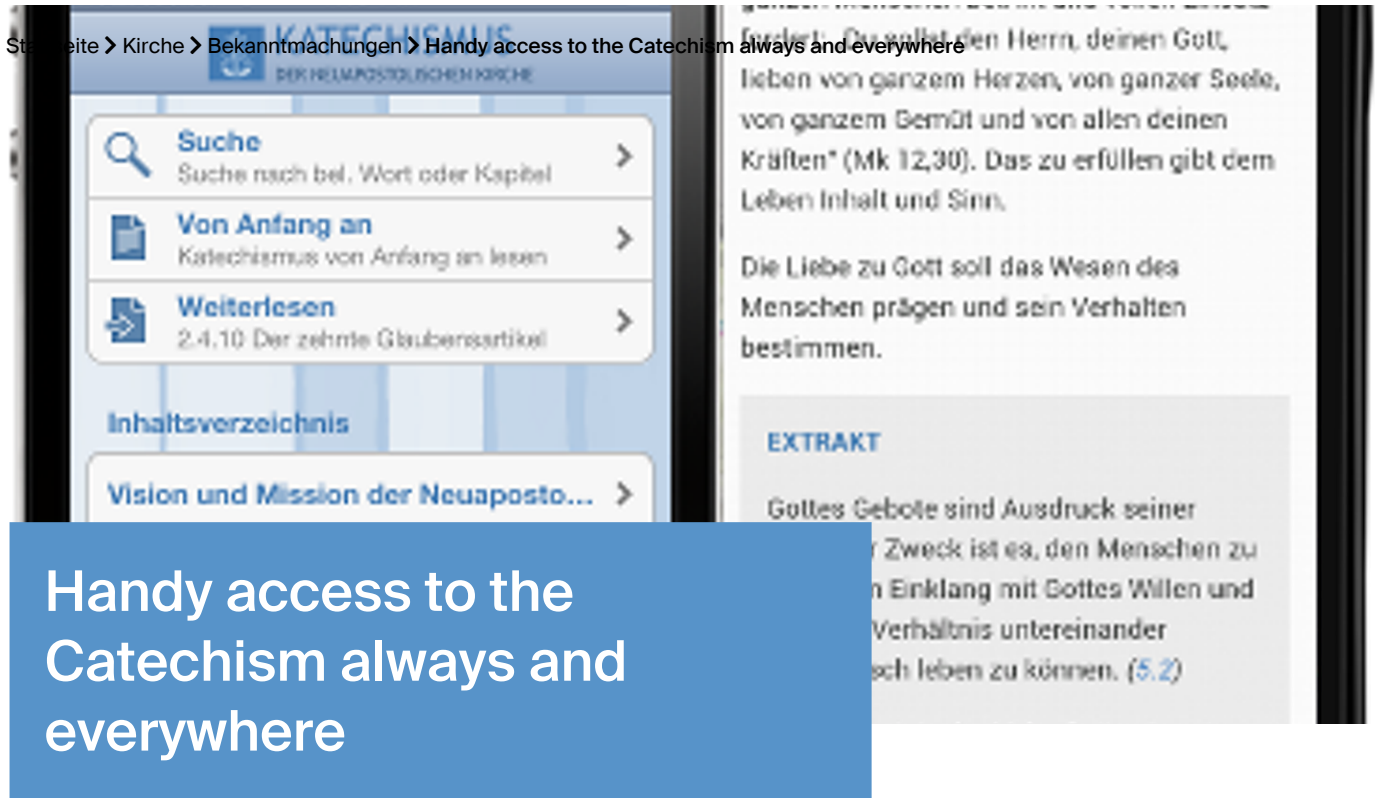 Startseite > Kirche > Bekanntmachungen > Handy access to the Catechism always and everywhere
KATECHISMUS
DER NEUAPOSTOLISCHEN KIRCHE
Suche
Suche nach bel. Wort oder Kapitel
Von Anfang an
Katechismus von Anfang an lesen
Weiterlesen
2.4.10 Der zehnte Glaubensartikel
Inhaltsverzeichnis
Vision und Mission der Neuaposto...
ganzen Menschen betrifft und vollen Einsatz
fordert: „Du sollst den Herrn, deinen Gott,
lieben von ganzem Herzen, von ganzer Seele,
von ganzem Gemüt und von allen deinen
Kräften“ (Mk 12,30). Das zu erfüllen gibt dem
Leben Inhalt und Sinn.
Die Liebe zu Gott soll das Wesen des
Menschen prägen und sein Verhalten
bestimmen.
EXTRAKT
Gottes Gebote sind Ausdruck seiner
Zweck ist es, den Menschen zu
Einklang mit Gottes Willen und
Verhältnis untereinander
leben zu können. (5.2)
Handy access to the
Catechism always and
everywhere